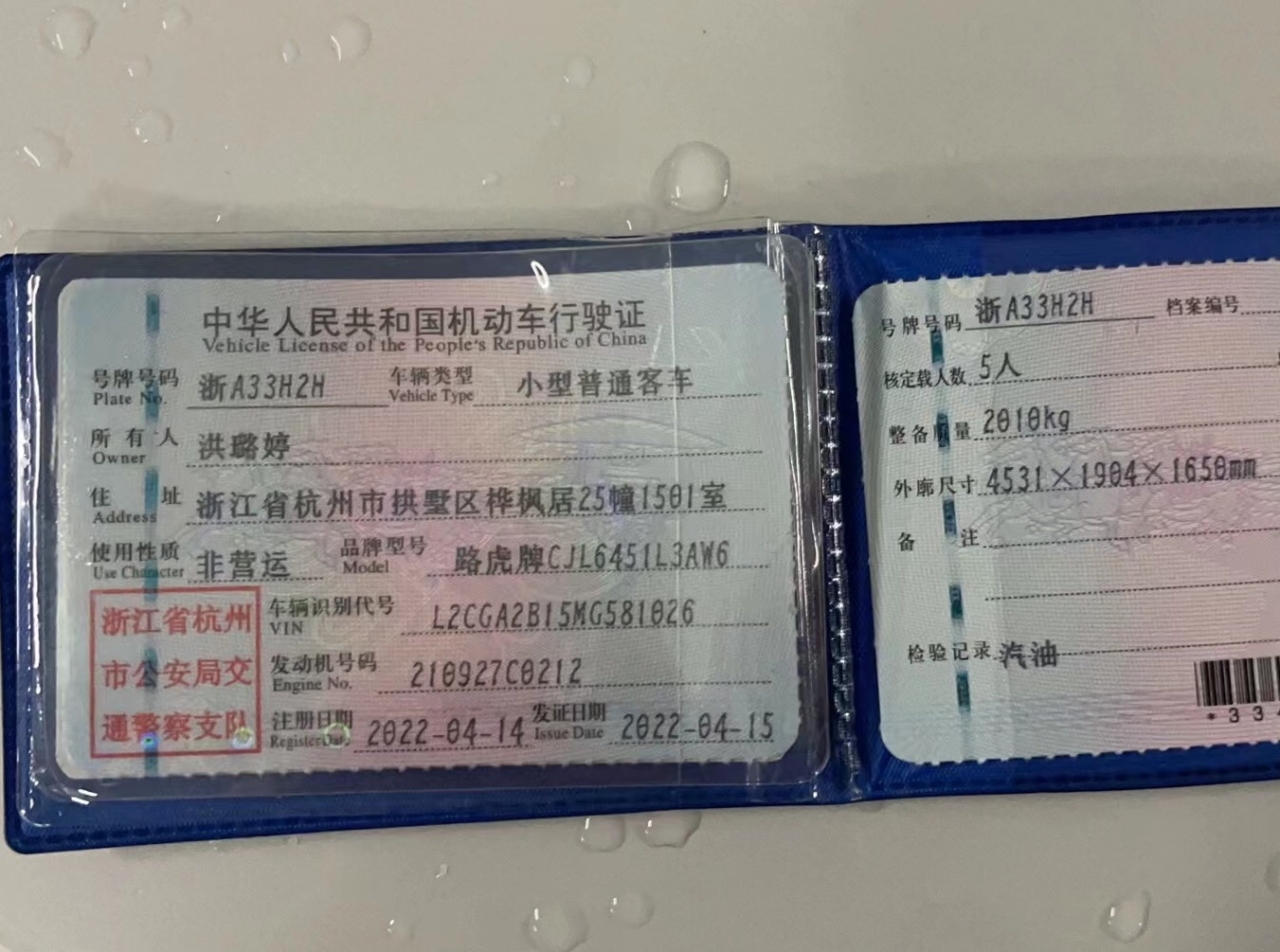 中华人民共和国机动车行驶证
Vehicle License of the People's Republic of China
号牌号码 浙A33H2H 车辆类型 小型普通客车
Plate No. Vehicle Type
所有人 洪璐婷
Owner
住址 浙江省杭州市拱墅区桦枫居25幢1501室
Address
使用性质 非营运 品牌型号 路虎牌CJL6451L3AW6
Use Character Model
浙江省杭州
市公安局交
通警察支队
车辆识别代号 L2CGA2B15MG581026
VIN
发动机号码 210927C0212
Engine No.
注册日期 2022-04-14 发证日期 2022-04-15
Register Date Issue Date
号牌号码 浙A33H2H 档案编号
核定载人数 5人
整备质量 2010kg
外廓尺寸 4531×1904×1650mm
备注
检验记录 汽油
*33